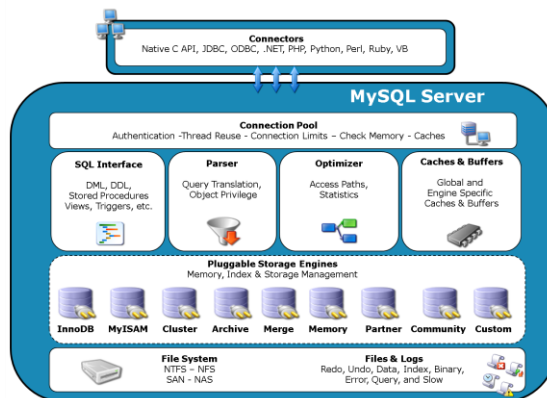 Connectors
Native C API, JDBC, ODBC, .NET, PHP, Python, Perl, Ruby, VB
MySQL Server
Connection Pool
Authentication -Thread Reuse - Connection Limits – Check Memory - Caches
SQL Interface
DML, DDL,
Stored Procedures
Views, Triggers, etc.
Parser
Query Translation,
Object Privilege
Optimizer
Access Paths,
Statistics
Caches & Buffers
Global and
Engine Specific
Caches & Buffers
Pluggable Storage Engines
Memory, Index & Storage Management
InnoDB MyISAM Cluster Archive Merge Memory Partner Community Custom
File System
NTFS – NFS
SAN - NAS
Files & Logs
Redo, Undo, Data, Index, Binary,
Error, Query, and Slow